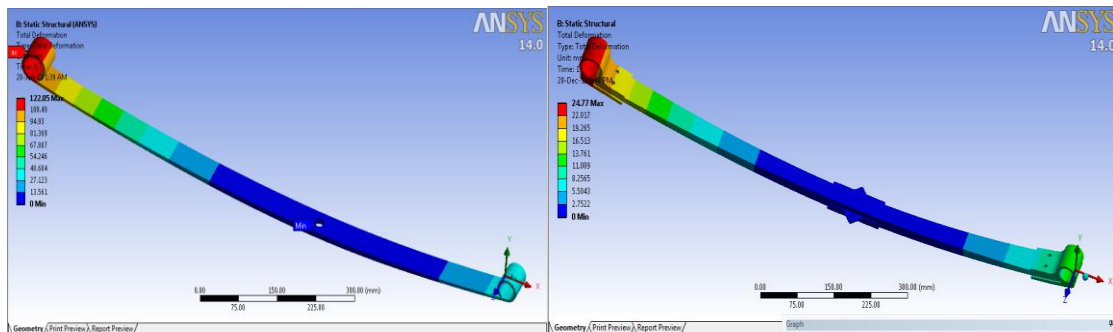 B: Static Structural (ANSYS)
Total Deformation
122.05 Max
108.49
94.93
81.369
67.807
54.246
40.684
27.123
13.561
0 Min
Min
ANSYS
14.0
Y
X
0.00
150.00
300.00 (mm)
75.00
225.00
Geometry
Print Preview
Report Preview
B: Static Structural
Total Deformation
Type: Total Deformation
24.77 Max
22.017
19.265
16.513
13.761
11.009
8.2565
5.5043
2.7522
0 Min
ANSYS
14.0
Y
X
Z
0.00
150.00
300.00 (mm)
75.00
225.00
Geometry
Print Preview
Report Preview
Graph